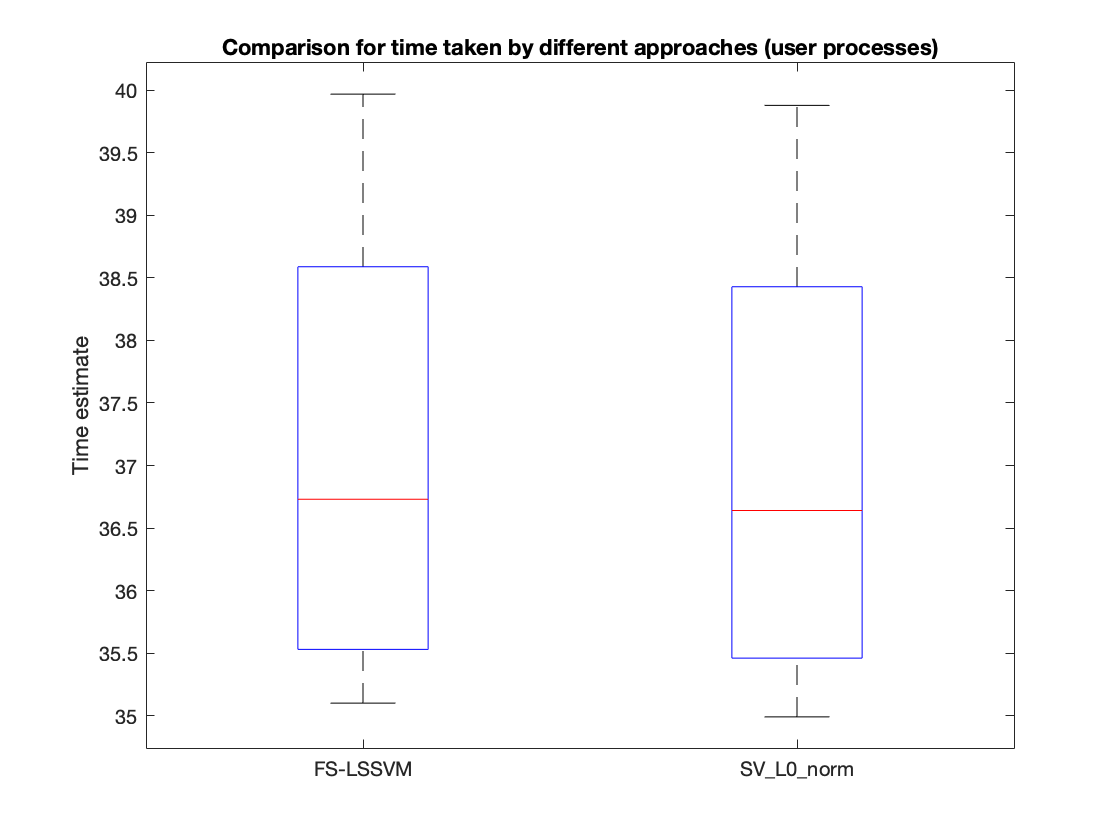 Comparison for time taken by different approaches (user processes)
40
39.5
39
38.5
38
37.5
37
36.5
36
35.5
35
Time estimate
FS-LSSVM
SV_L0_norm